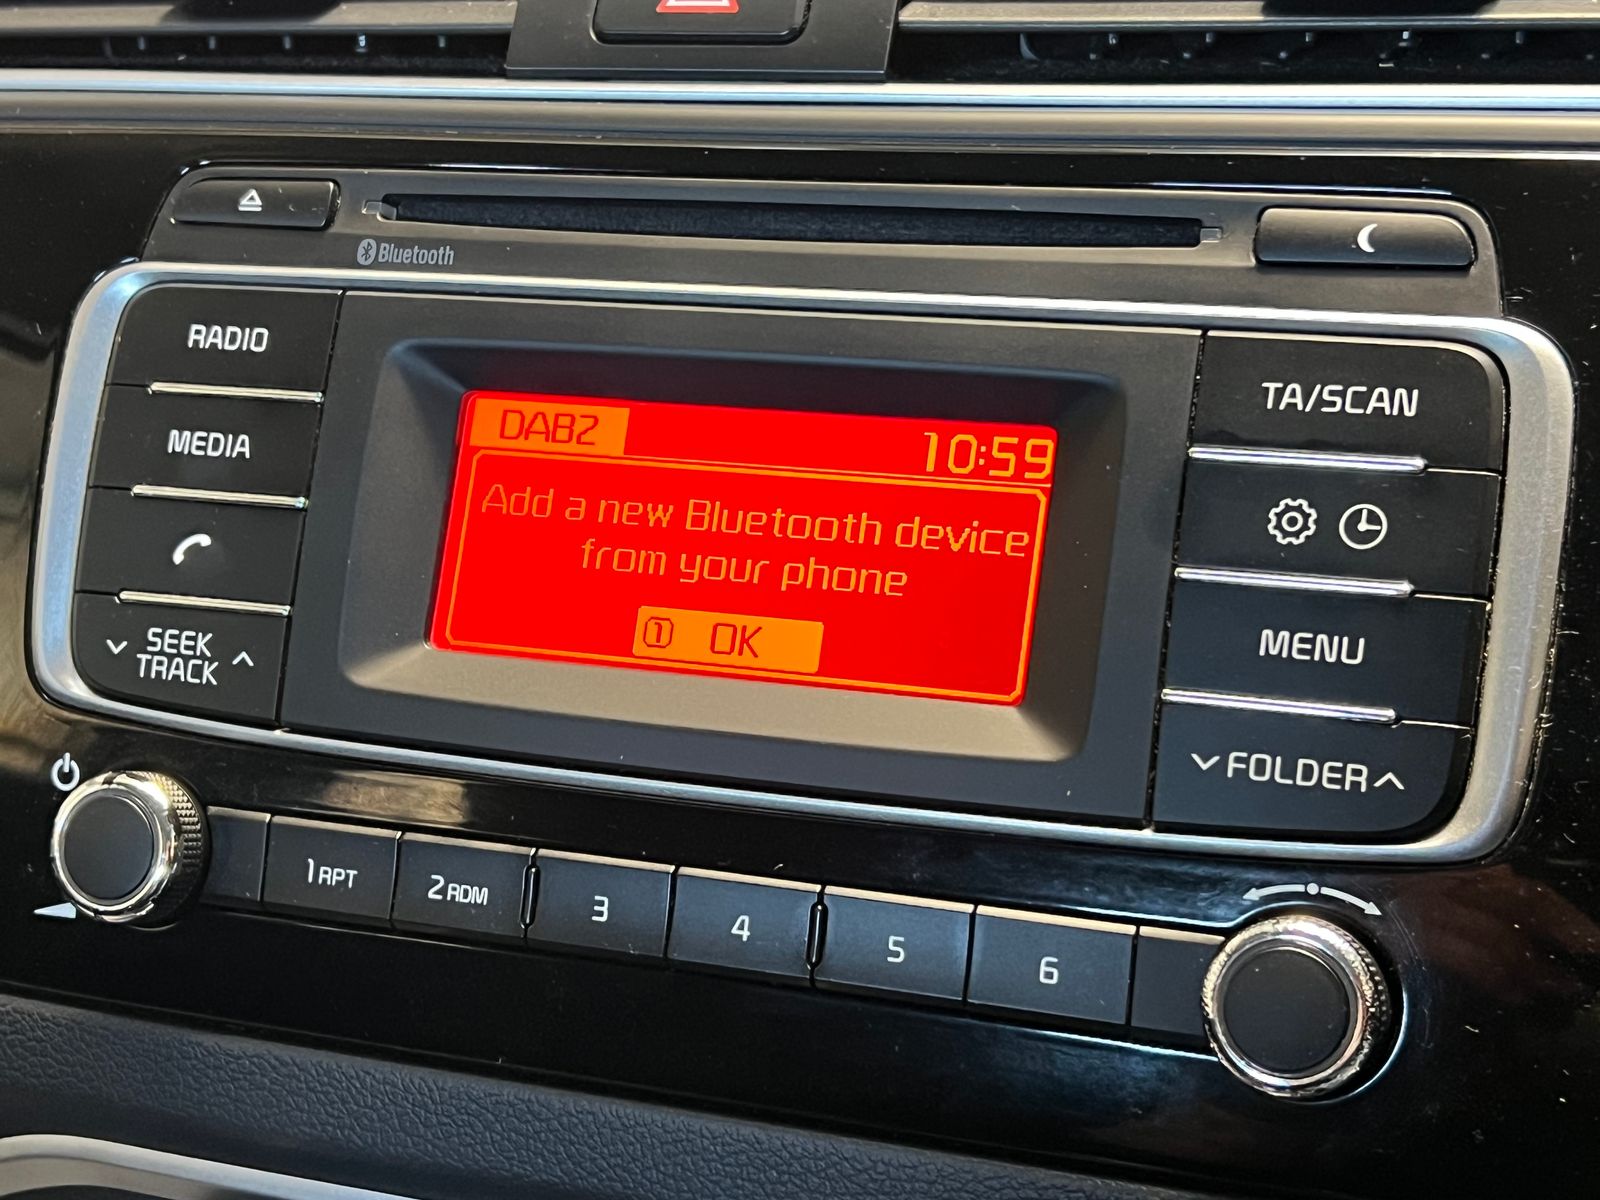 Bluetooth
RADIO
MEDIA
SEEK
TRACK
DAB2
10:59
Add a new Bluetooth device
from your phone
1 OK
TA/SCAN
MENU
FOLDER
1 RPT
2 RDM
3
4
5
6